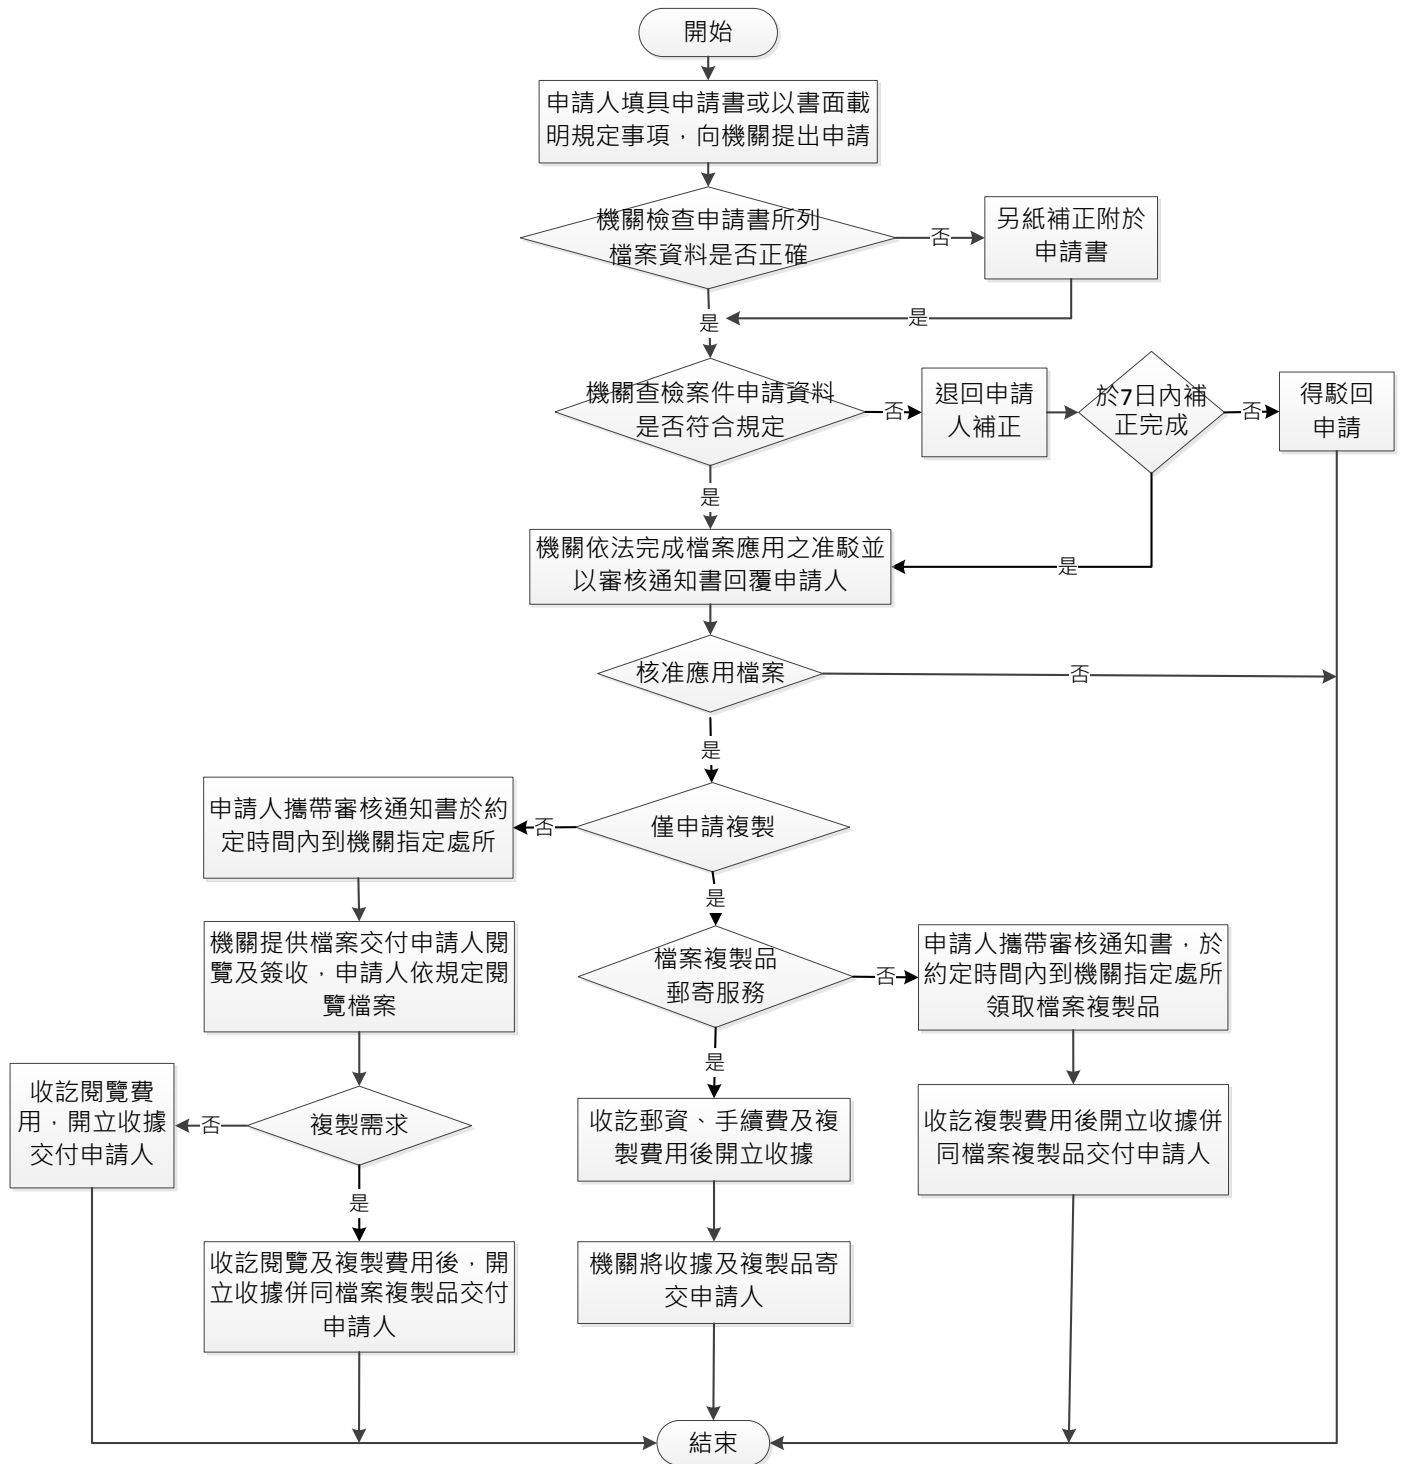 開始
申請人填具申請書或以書面載
明規定事項，向機關提出申請
機關檢查申請書所列
檔案資料是否正確
否
另紙補正附於
申請書
是
是
機關查檢案件申請資料
是否符合規定
否
退回申請
人補正
於7日內補
正完成
否
得駁回
申請
是
機關依法完成檔案應用之准駁並
以審核通知書回覆申請人
是
核准應用檔案
否
是
僅申請複製
否
申請人攜帶審核通知書於約
定時間內到機關指定處所
是
機關提供檔案交付申請人閱
覽及簽收，申請人依規定閱
覽檔案
檔案複製品
郵寄服務
否
申請人攜帶審核通知書，於
約定時間內到機關指定處所
領取檔案複製品
是
收訖閱覽費
用，開立收據
交付申請人
否
複製需求
收訖郵資、手續費及複
製費用後開立收據
收訖複製費用後開立收據併
同檔案複製品交付申請人
是
收訖閱覽及複製費用後，開
立收據併同檔案複製品交付
申請人
機關將收據及複製品寄
交申請人
結束